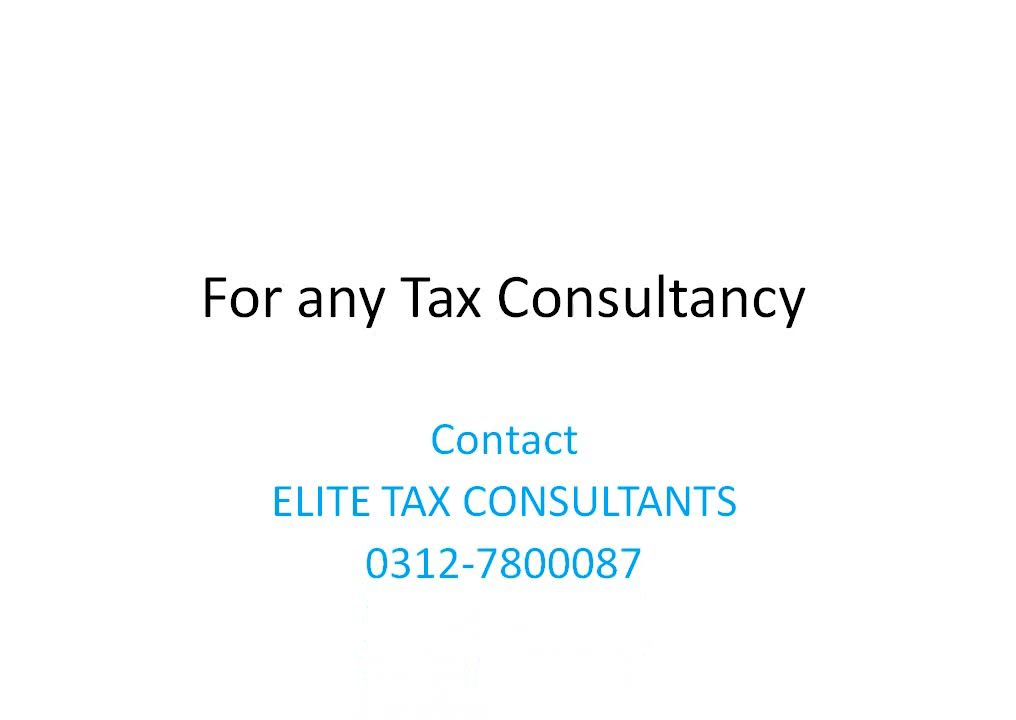 For any Tax Consultancy
Contact
ELITE TAX CONSULTANTS
0312-7800087